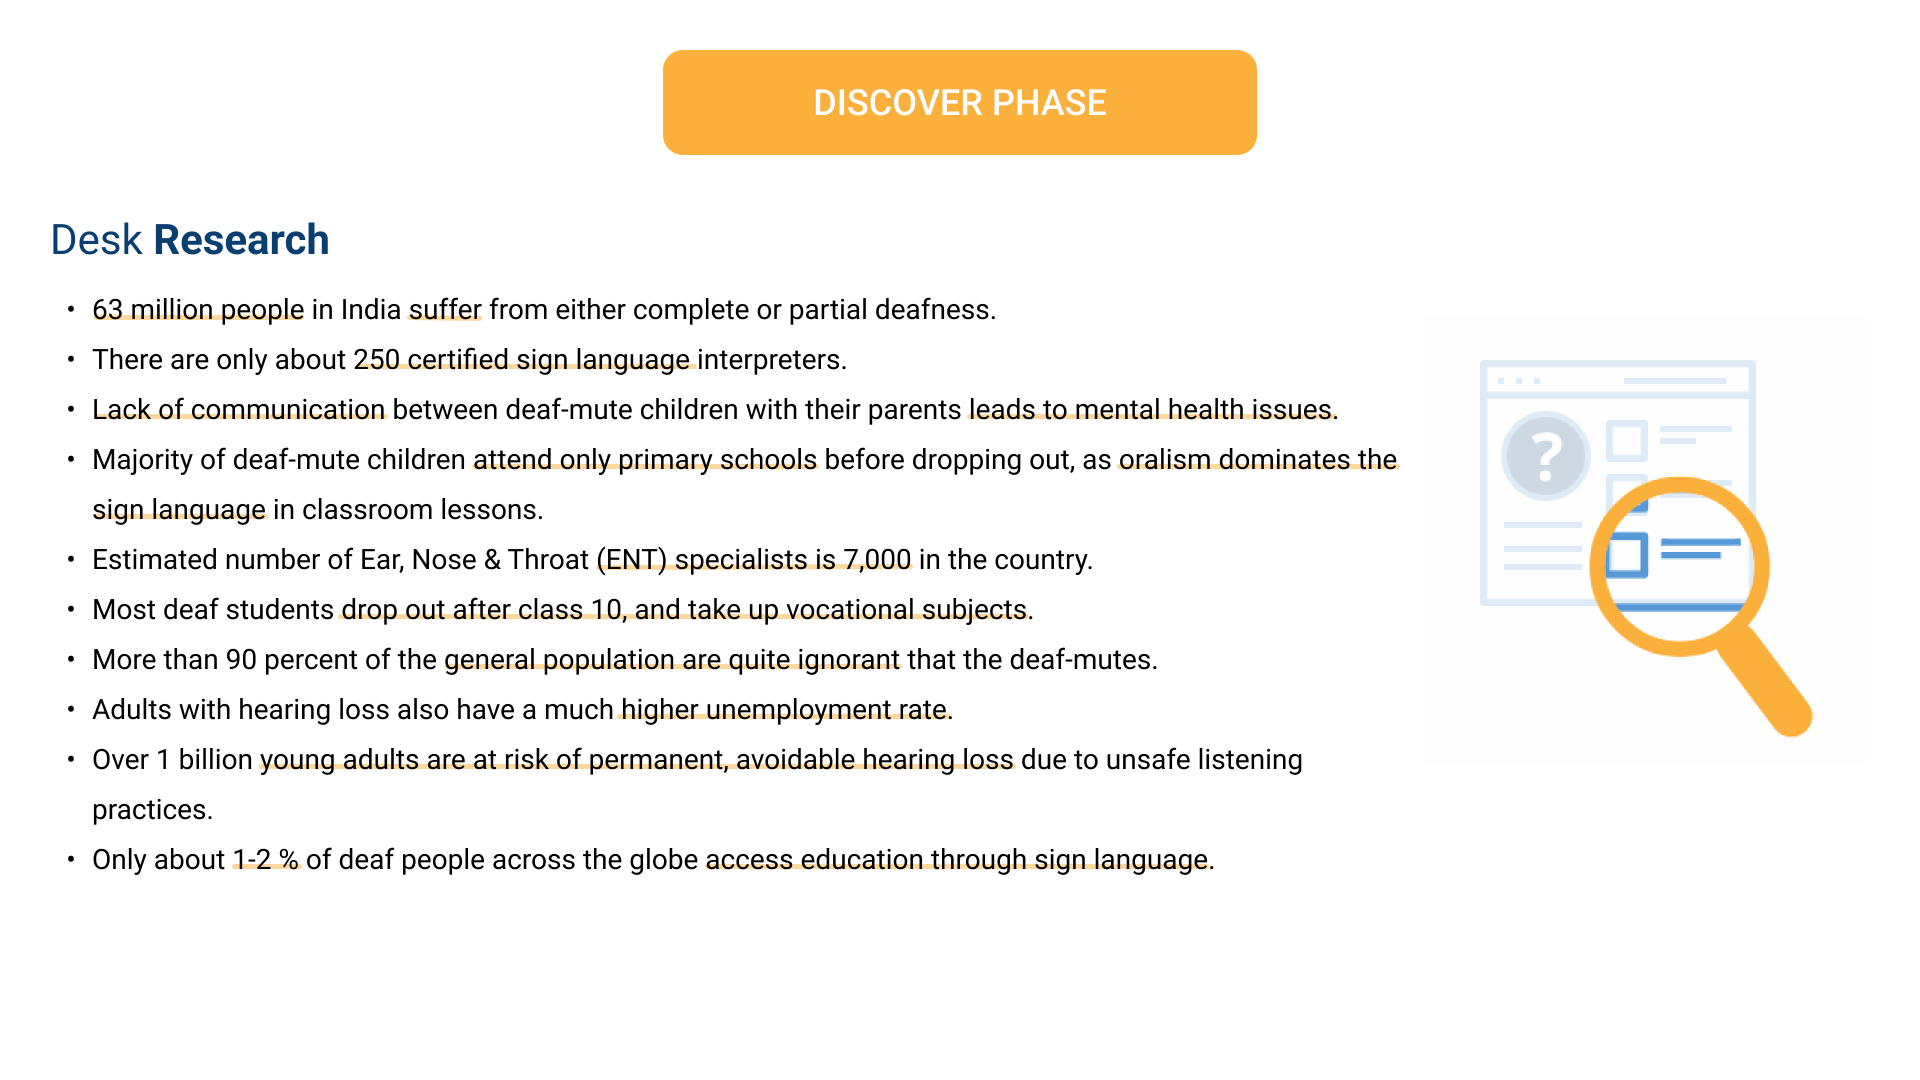 DISCOVER PHASE
Desk Research
• 63 million people in India suffer from either complete or partial deafness.
• There are only about 250 certified sign language interpreters.
• Lack of communication between deaf-mute children with their parents leads to mental health issues.
• Majority of deaf-mute children attend only primary schools before dropping out, as oralism dominates the
sign language in classroom lessons.
• Estimated number of Ear, Nose & Throat (ENT) specialists is 7,000 in the country.
• Most deaf students drop out after class 10, and take up vocational subjects.
• More than 90 percent of the general population are quite ignorant that the deaf-mutes.
• Adults with hearing loss also have a much higher unemployment rate.
• Over 1 billion young adults are at risk of permanent, avoidable hearing loss due to unsafe listening
practices.
• Only about 1-2 % of deaf people across the globe access education through sign language.
?